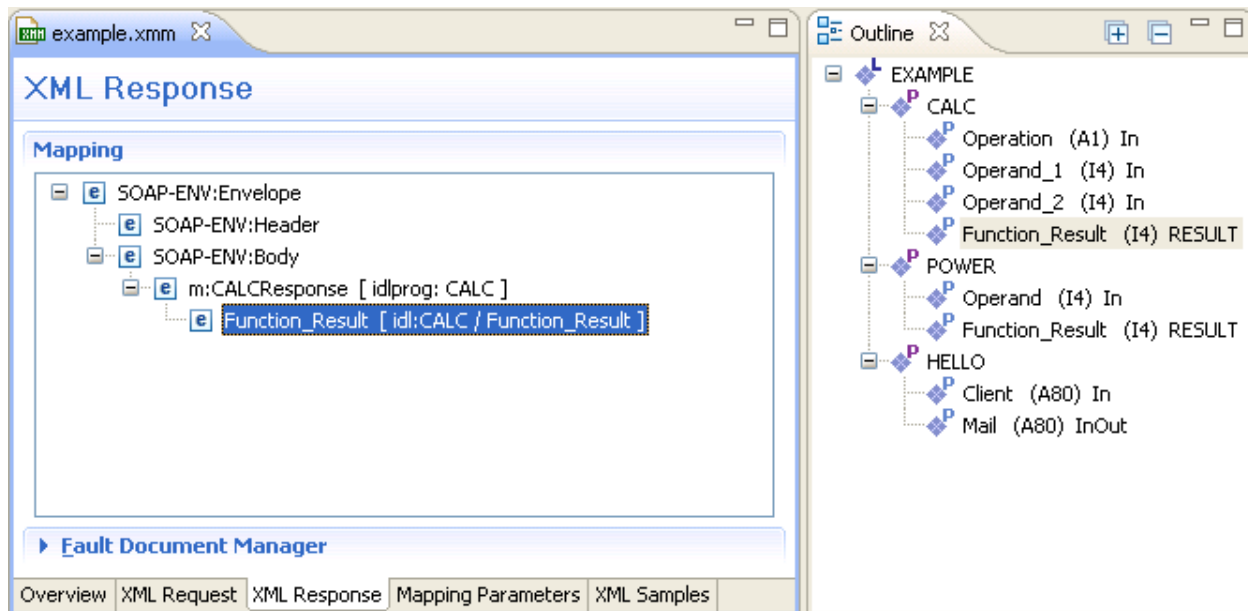 example.xmm
XML Response
Mapping
SOAP-ENV:Envelope
SOAP-ENV:Header
SOAP-ENV:Body
m:CALCResponse [ idlprog: CALC ]
Function_Result [ idl:CALC / Function_Result ]
Fault Document Manager
Overview XML Request XML Response Mapping Parameters XML Samples
Outline
EXAMPLE
CALC
Operation (A1) In
Operand_1 (I4) In
Operand_2 (I4) In
Function_Result (I4) RESULT
POWER
Operand (I4) In
Function_Result (I4) RESULT
HELLO
Client (A80) In
Mail (A80) InOut